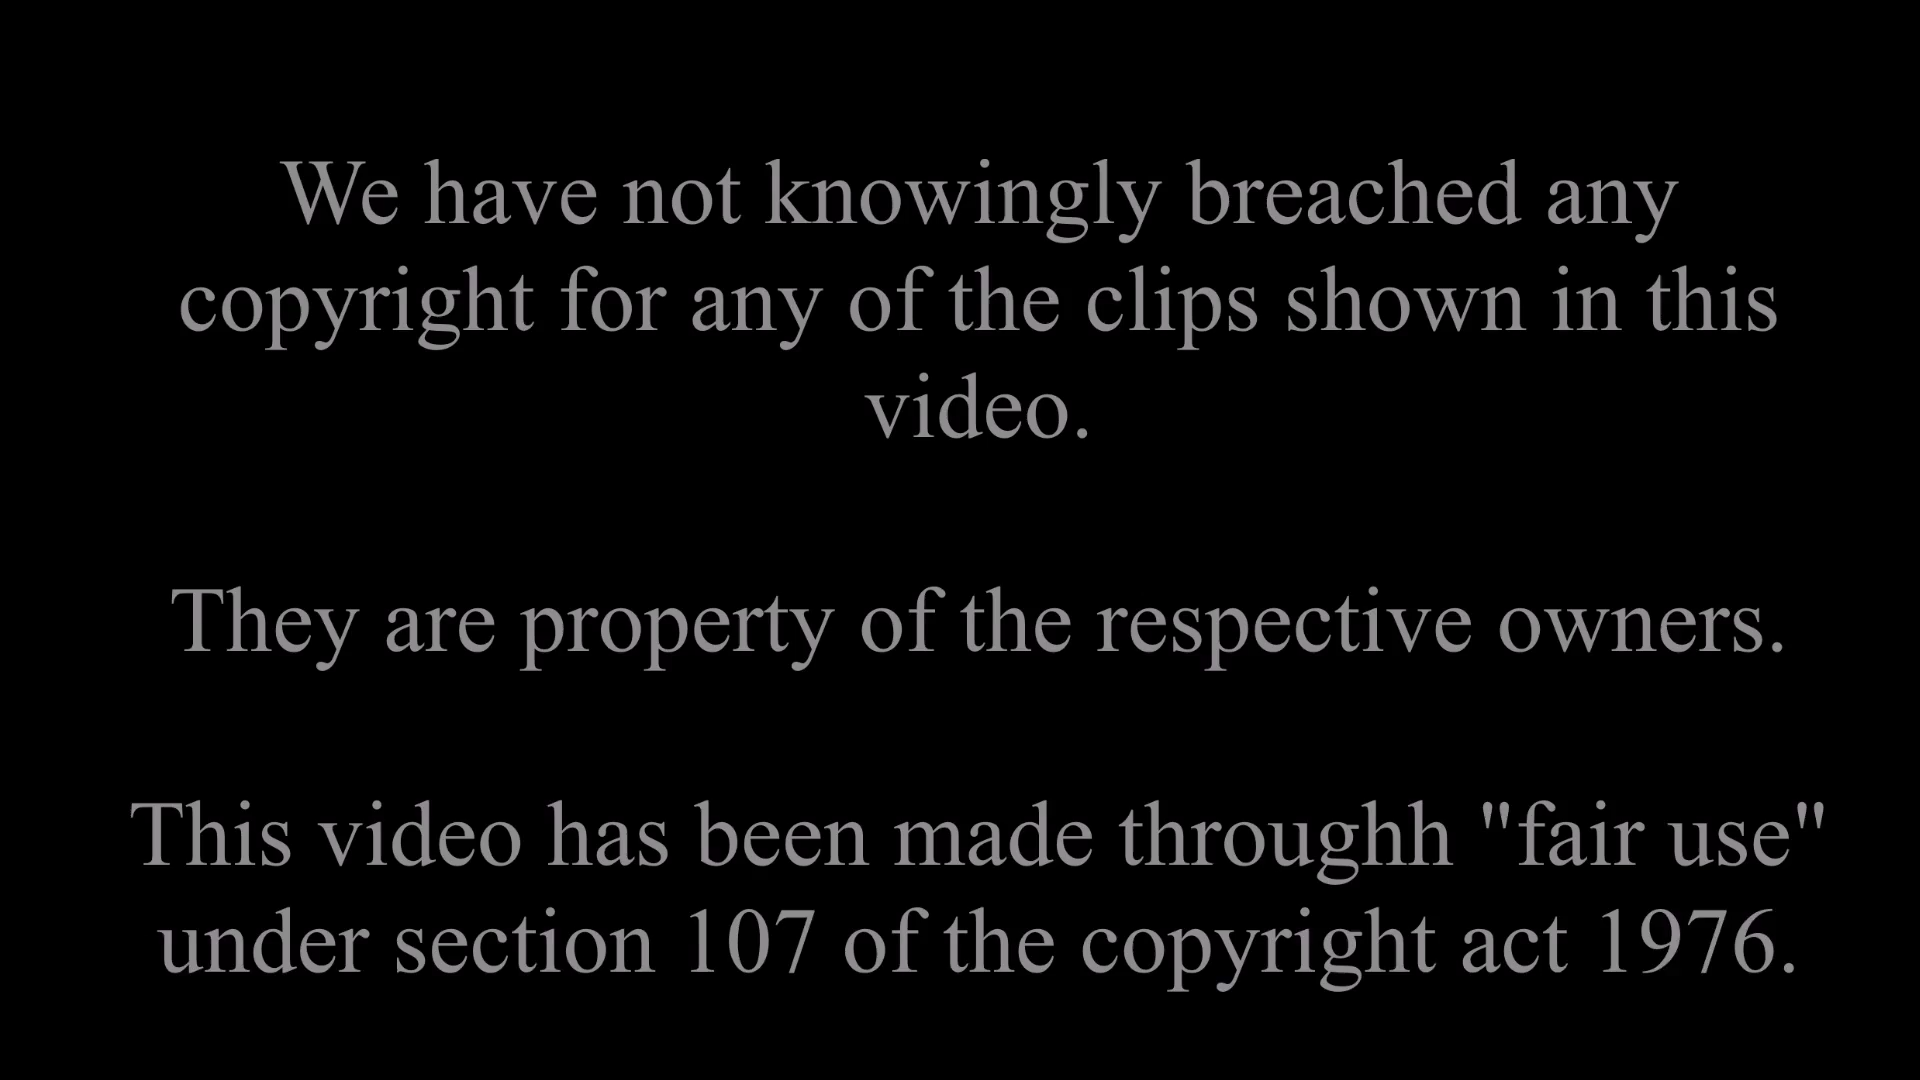 We have not knowingly breached any
copyright for any of the clips shown in this
video.
They are property of the respective owners.
This video has been made throughh "fair use"
under section 107 of the copyright act 1976.